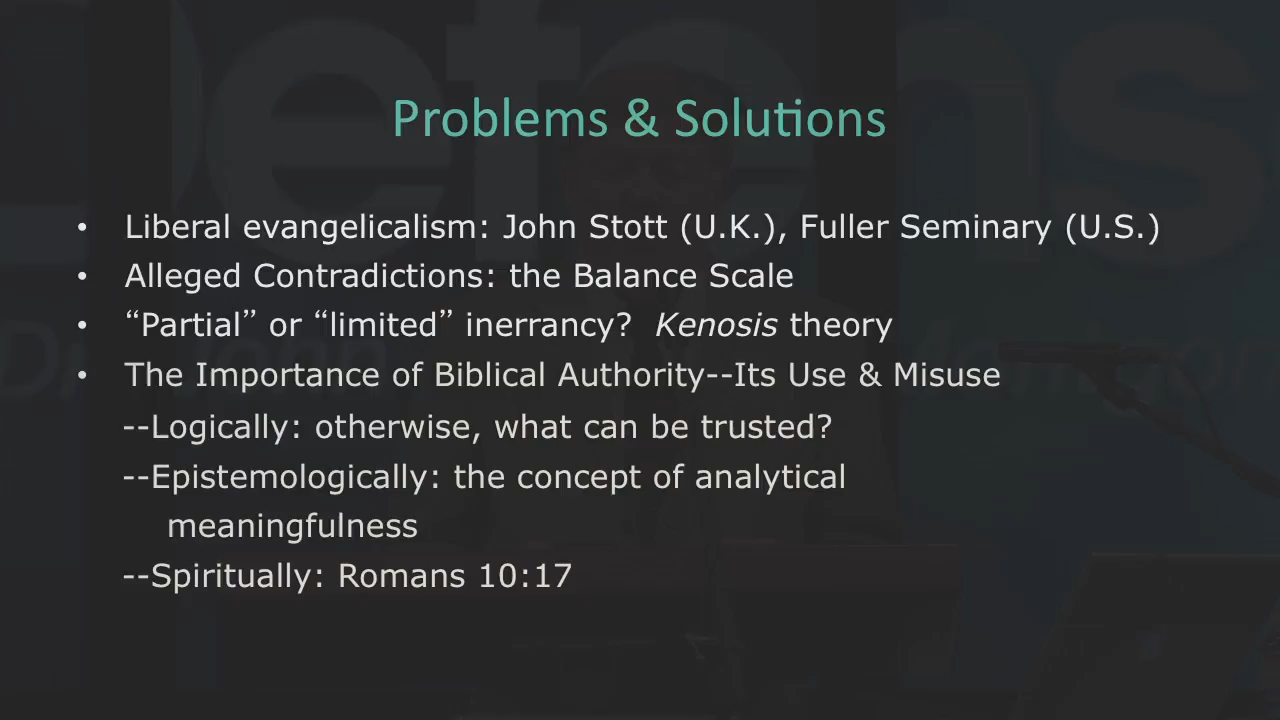 Problems & Solutions
• Liberal evangelicalism: John Stott (U.K.), Fuller Seminary (U.S.)
• Alleged Contradictions: the Balance Scale
• “Partial” or “limited” inerrancy? Kenosis theory
• The Importance of Biblical Authority--Its Use & Misuse
--Logically: otherwise, what can be trusted?
--Epistemologically: the concept of analytical
meaningfulness
--Spiritually: Romans 10:17